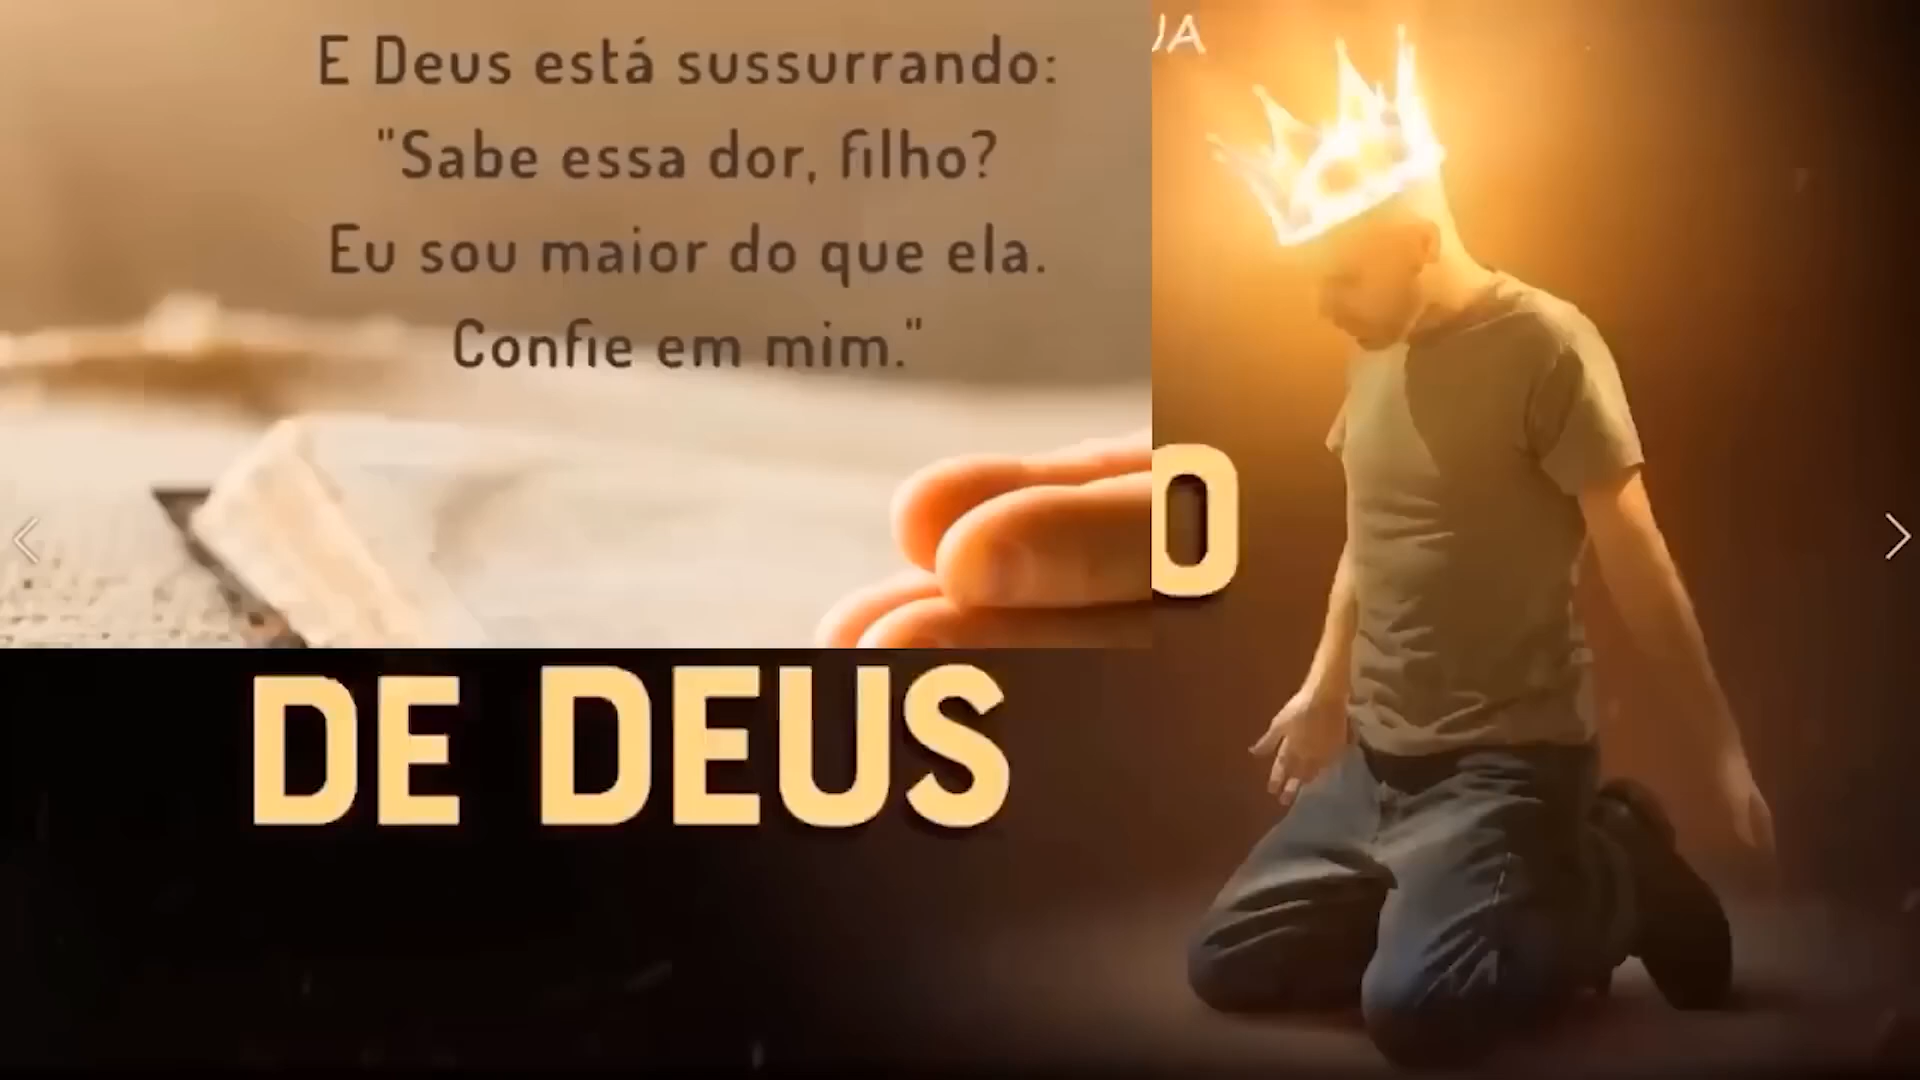 E Deus está sussurrando:
"Sabe essa dor, filho?
Eu sou maior do que ela.
Confie em mim."
DE DEUS